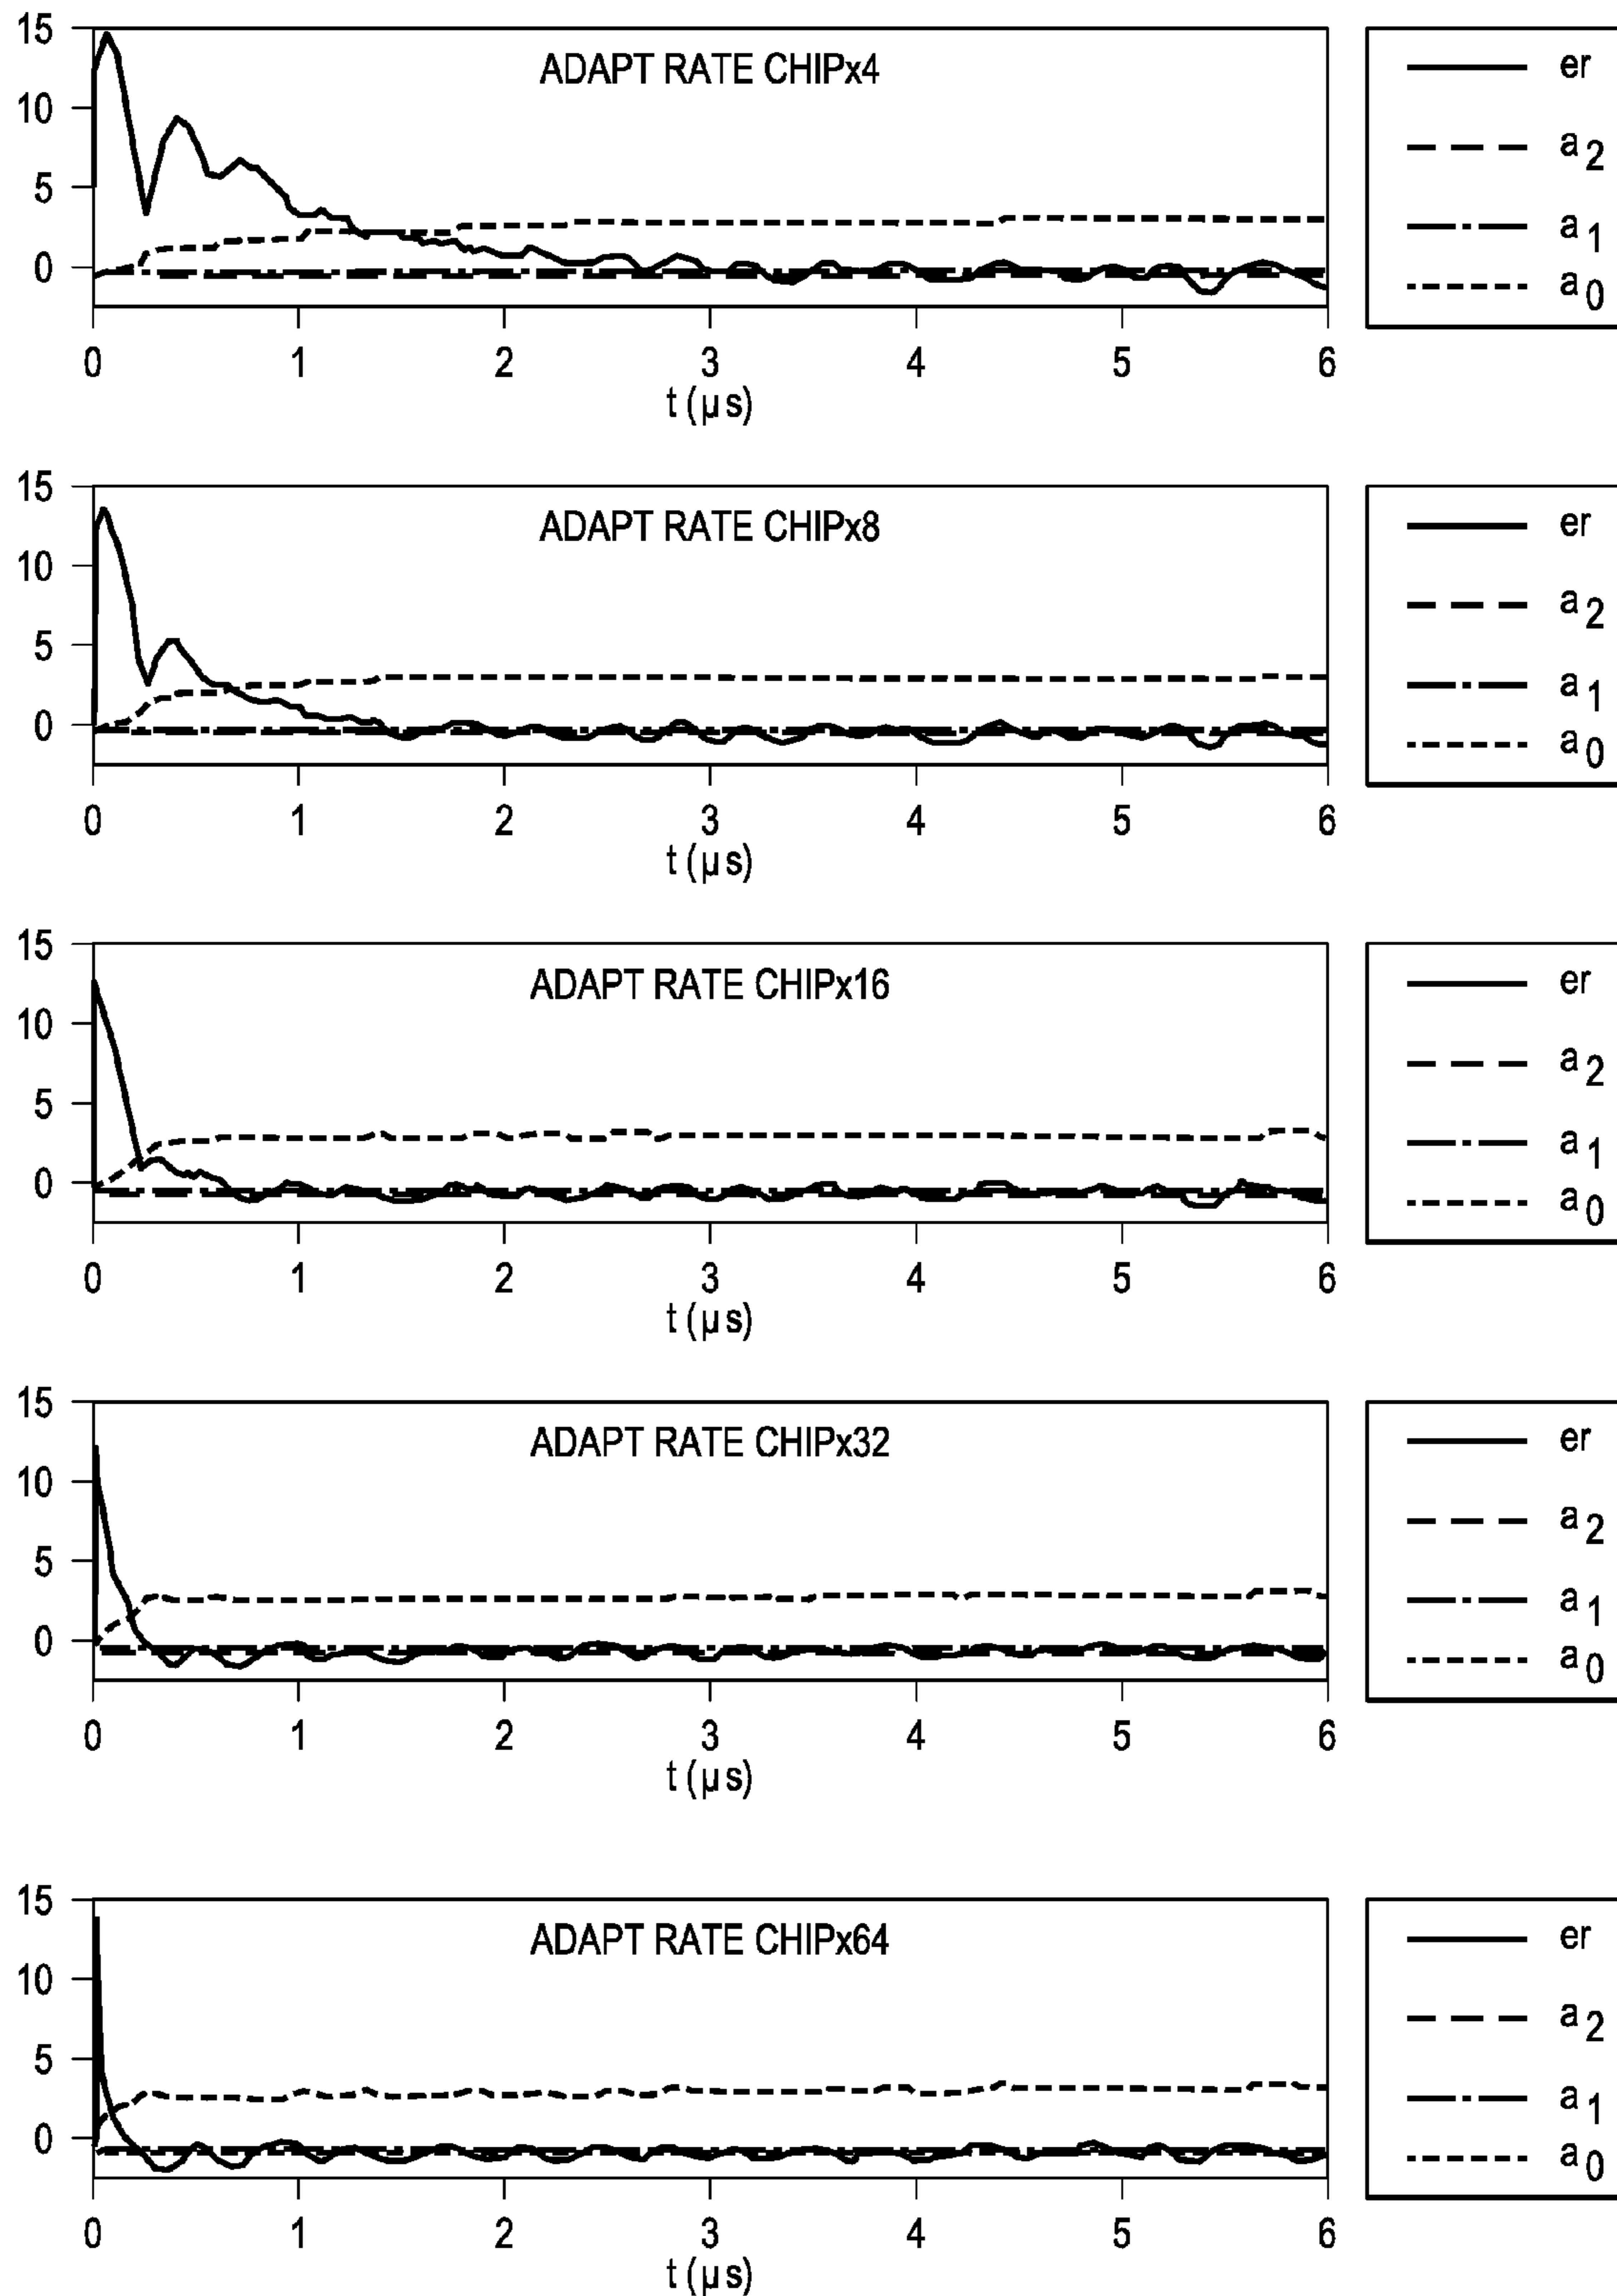 15
10
5
0
ADAPT RATE CHIPx4
0 1 2 3 4 5 6
t (µs)
er
a2
a1
a0
15
10
5
0
ADAPT RATE CHIPx8
0 1 2 3 4 5 6
t (µs)
er
a2
a1
a0
15
10
5
0
ADAPT RATE CHIPx16
0 1 2 3 4 5 6
t (µs)
er
a2
a1
a0
15
10
5
0
ADAPT RATE CHIPx32
0 1 2 3 4 5 6
t (µs)
er
a2
a1
a0
15
10
5
0
ADAPT RATE CHIPx64
0 1 2 3 4 5 6
t (µs)
er
a2
a1
a0